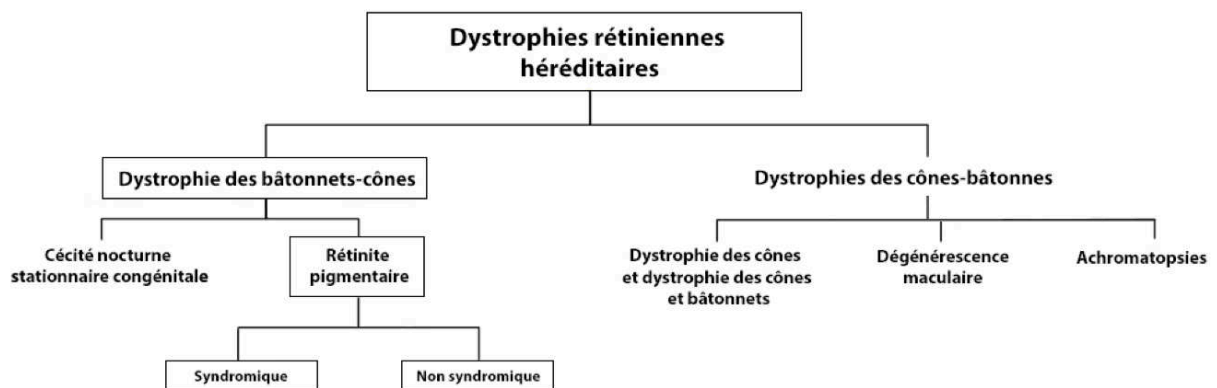 Dystrophies rétiniennes
héréditaires
Dystrophie des bâtonnets-cônes
Dystrophies des cônes-bâtonnes
Cécité nocturne
stationnaire congénitale
Rétinite
pigmentaire
Dystrophie des cônes
et dystrophie des cônes
et bâtonnets
Dégénérescence
maculaire
Achromatopsies
Syndromique
Non syndromique